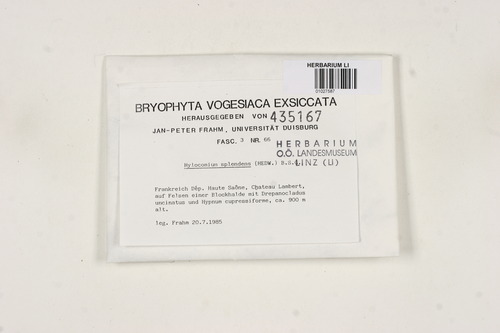 HERBARIUM LI
01027587
BRYOPHYTA VOGESIACA EXSICCATA
HERAUSGEGEBEN VON 435167
JAN-PETER FRAHM, UNIVERSITÄT DUISBURG
FASC. 3 NR. 66
HERBARIUM
O.Ö. LANDESMUSEUM
LINZ (LI)
Hylocomium splendens (HEDW.) B.S.
Frankreich Dép. Haute Saône, Chateau Lambert,
auf Felsen einer Blockhalde mit Drepanocladus
uncinatus und Hypnum cupressiforme, ca. 900 m
alt.
leg. Frahm 20.7.1985